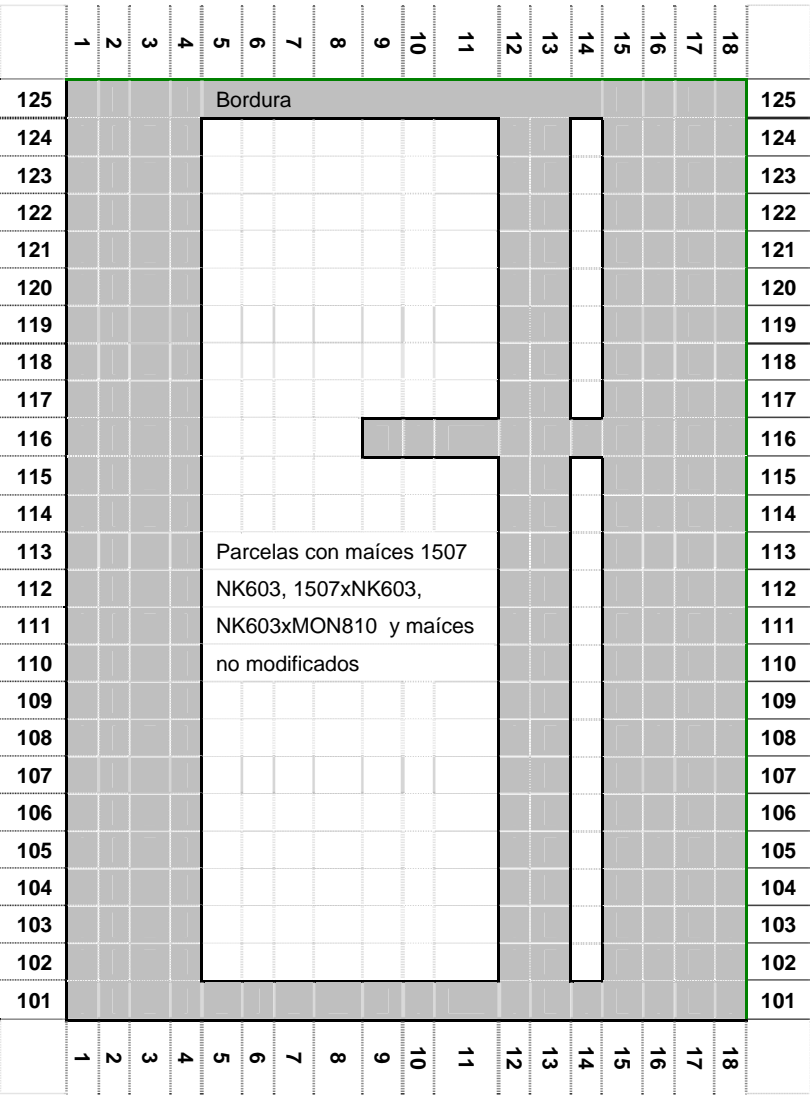 1 2 3 4 5 6 7 8 9 10 11 12 13 14 15 16 17 18
125 Bordura 125
124 124
123 123
122 122
121 121
120 120
119 119
118 118
117 117
116 116
115 115
114 114
113 Parcelas con maíces 1507 113
112 NK603, 1507xNK603, 112
111 NK603xMON810 y maíces 111
110 no modificados 110
109 109
108 108
107 107
106 106
105 105
104 104
103 103
102 102
101 101
1 2 3 4 5 6 7 8 9 10 11 12 13 14 15 16 17 18